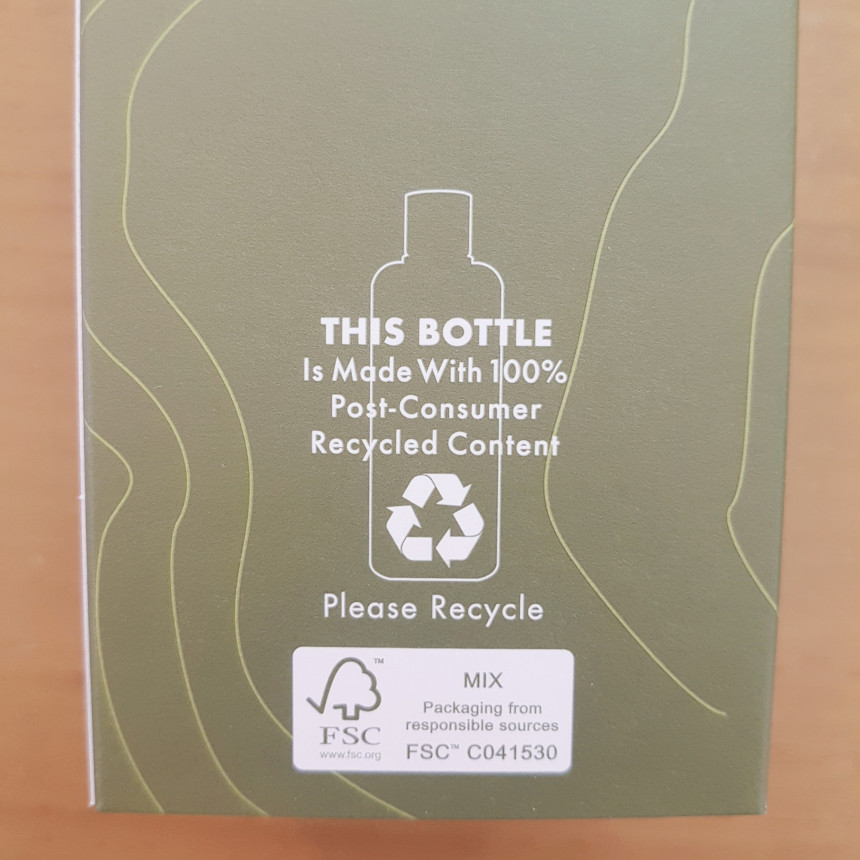 THIS BOTTLE
Is Made With 100%
Post-Consumer
Recycled Content
Please Recycle
™
FSC
www.fsc.org
MIX
Packaging from
responsible sources
FSC™ C041530